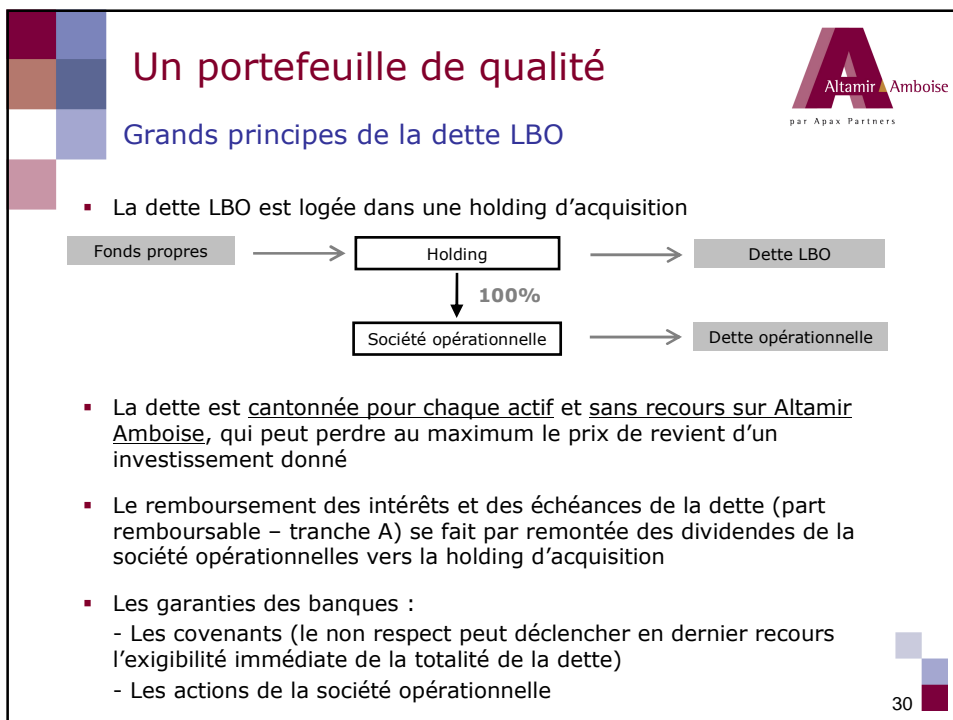 Un portefeuille de qualité
Altamir Amboise
par Apax Partners
Grands principes de la dette LBO
▪ La dette LBO est logée dans une holding d’acquisition
Fonds propres
Holding
Dette LBO
100%
Société opérationnelle
Dette opérationnelle
▪ La dette est cantonnée pour chaque actif et sans recours sur Altamir
Amboise, qui peut perdre au maximum le prix de revient d’un
investissement donné
▪ Le remboursement des intérêts et des échéances de la dette (part
remboursable – tranche A) se fait par remontée des dividendes de la
société opérationnelles vers la holding d’acquisition
▪ Les garanties des banques :
- Les covenants (le non respect peut déclencher en dernier recours
l’exigibilité immédiate de la totalité de la dette)
- Les actions de la société opérationnelle
30